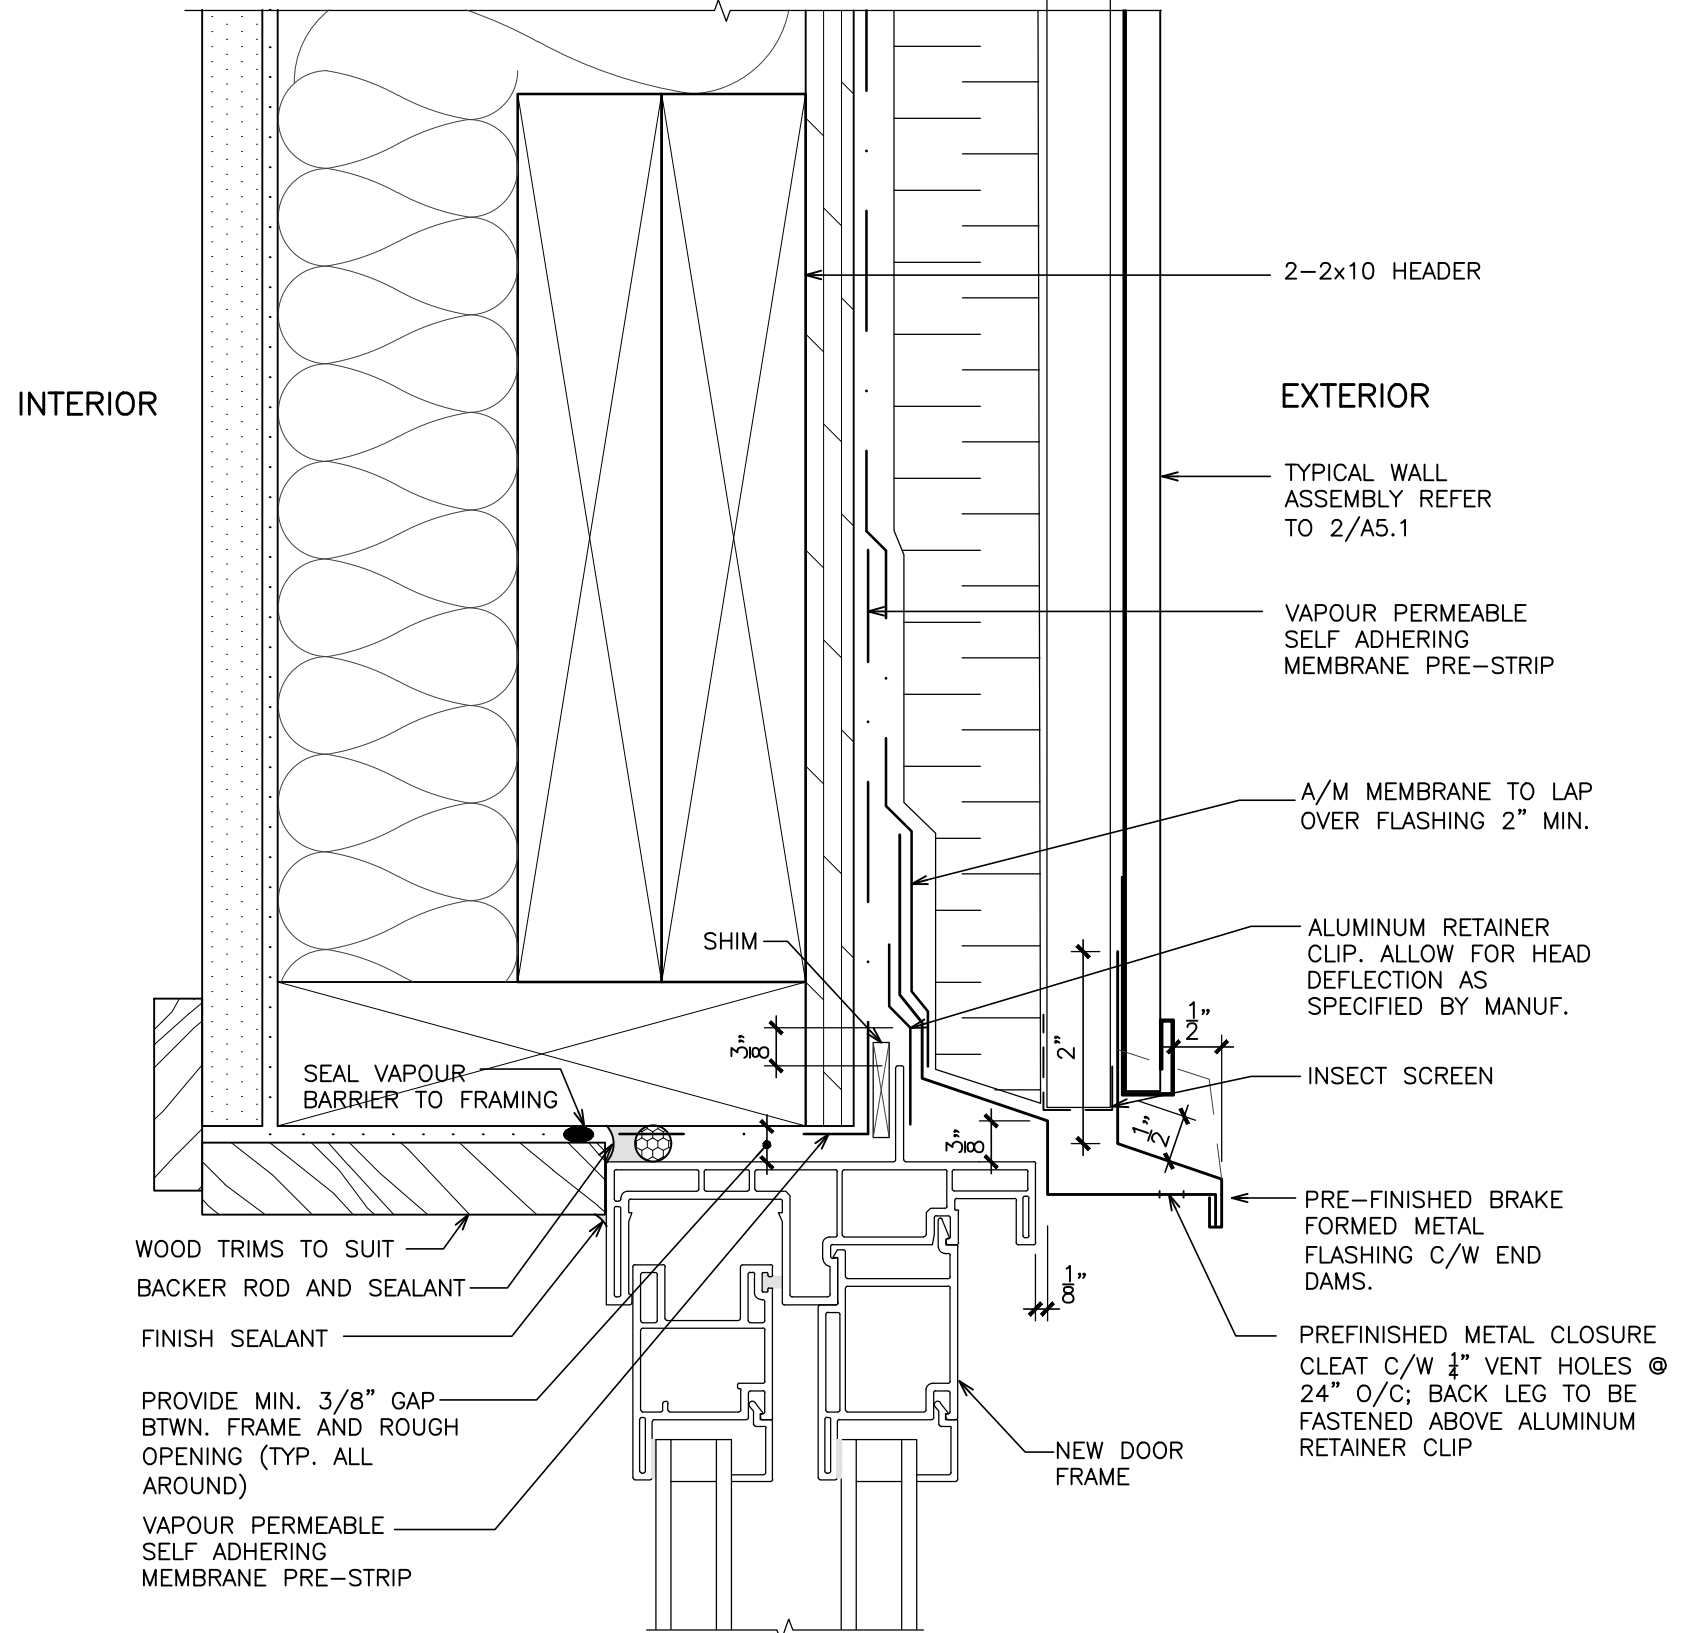 2-2x10 HEADER
INTERIOR
EXTERIOR
TYPICAL WALL
ASSEMBLY REFER
TO 2/A5.1
VAPOUR PERMEABLE
SELF ADHERING
MEMBRANE PRE-STRIP
A/M MEMBRANE TO LAP
OVER FLASHING 2" MIN.
SHIM
ALUMINUM RETAINER
CLIP. ALLOW FOR HEAD
DEFLECTION AS
SPECIFIED BY MANUF.
3/8"
2"
1/2"
SEAL VAPOUR
BARRIER TO FRAMING
INSECT SCREEN
3/8"
1/2"
PRE-FINISHED BRAKE
FORMED METAL
FLASHING C/W END
DAMS.
WOOD TRIMS TO SUIT
BACKER ROD AND SEALANT
1/8"
FINISH SEALANT
PREFINISHED METAL CLOSURE
CLEAT C/W 1/4" VENT HOLES @
24" O/C; BACK LEG TO BE
FASTENED ABOVE ALUMINUM
RETAINER CLIP
PROVIDE MIN. 3/8" GAP
BTWN. FRAME AND ROUGH
OPENING (TYP. ALL
AROUND)
NEW DOOR
FRAME
VAPOUR PERMEABLE
SELF ADHERING
MEMBRANE PRE-STRIP